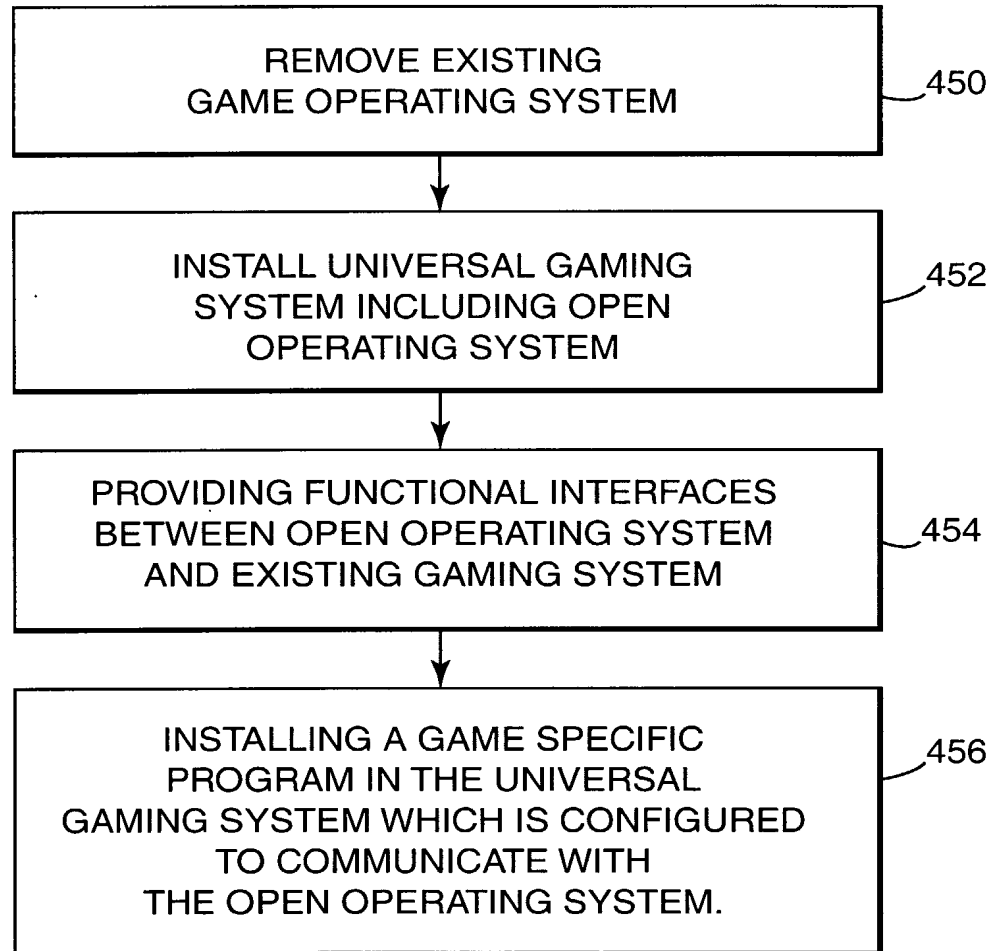 REMOVE EXISTING
GAME OPERATING SYSTEM
450
INSTALL UNIVERSAL GAMING
SYSTEM INCLUDING OPEN
OPERATING SYSTEM
452
PROVIDING FUNCTIONAL INTERFACES
BETWEEN OPEN OPERATING SYSTEM
AND EXISTING GAMING SYSTEM
454
INSTALLING A GAME SPECIFIC
PROGRAM IN THE UNIVERSAL
GAMING SYSTEM WHICH IS CONFIGURED
TO COMMUNICATE WITH
THE OPEN OPERATING SYSTEM.
456